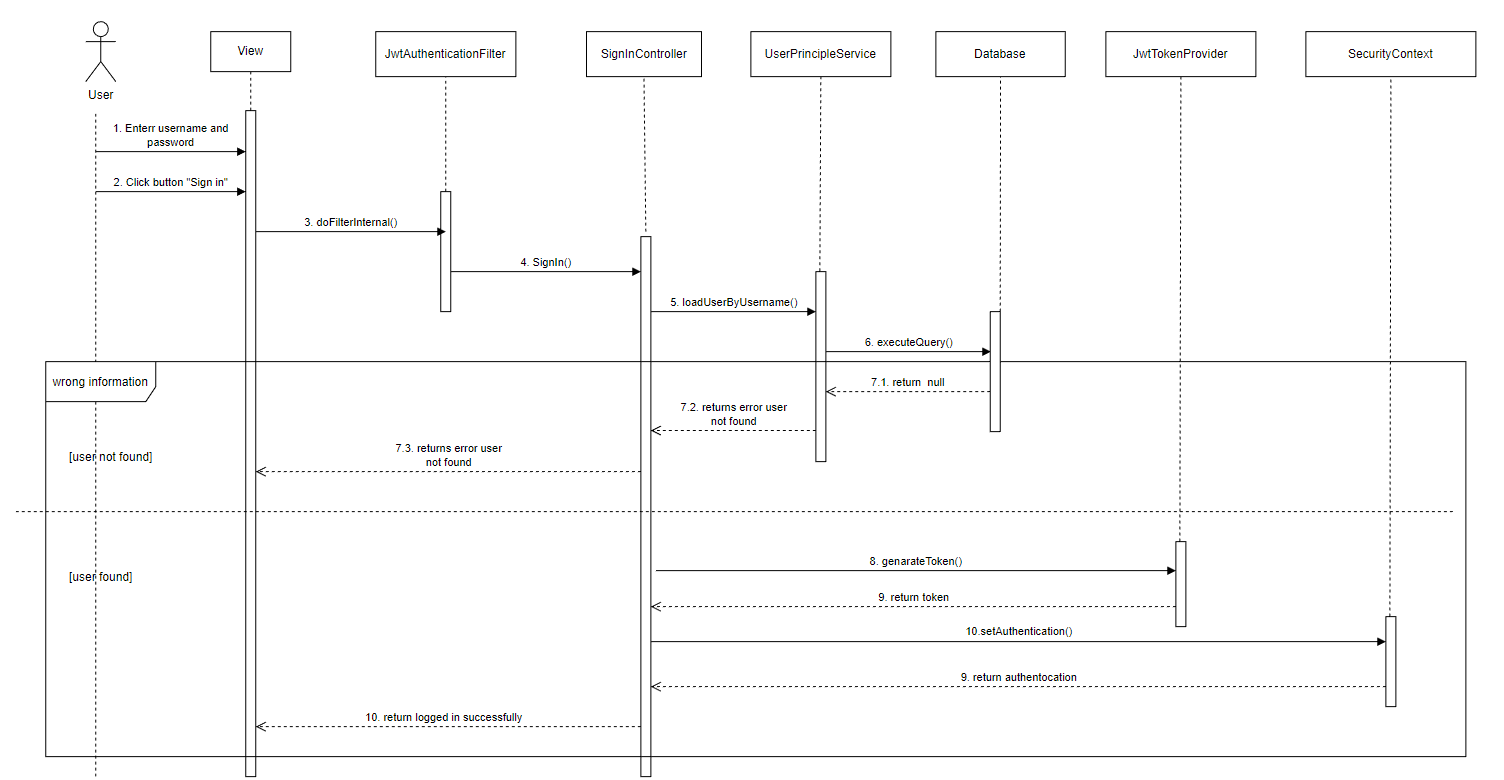 User
View
JwtAuthenticationFilter
SignInController
UserPrincipleService
Database
JwtTokenProvider
SecurityContext
1. Enterr username and
password
2. Click button "Sign in"
3. doFilterInternal()
4. SignIn()
5. loadUserByUsername()
6. executeQuery()
wrong information
7.1. return  null
7.2. returns error user
not found
7.3. returns error user
not found
[user not found]
8. genarateToken()
[user found]
9. return token
10.setAuthentication()
9. return authentocation
10. return logged in successfully